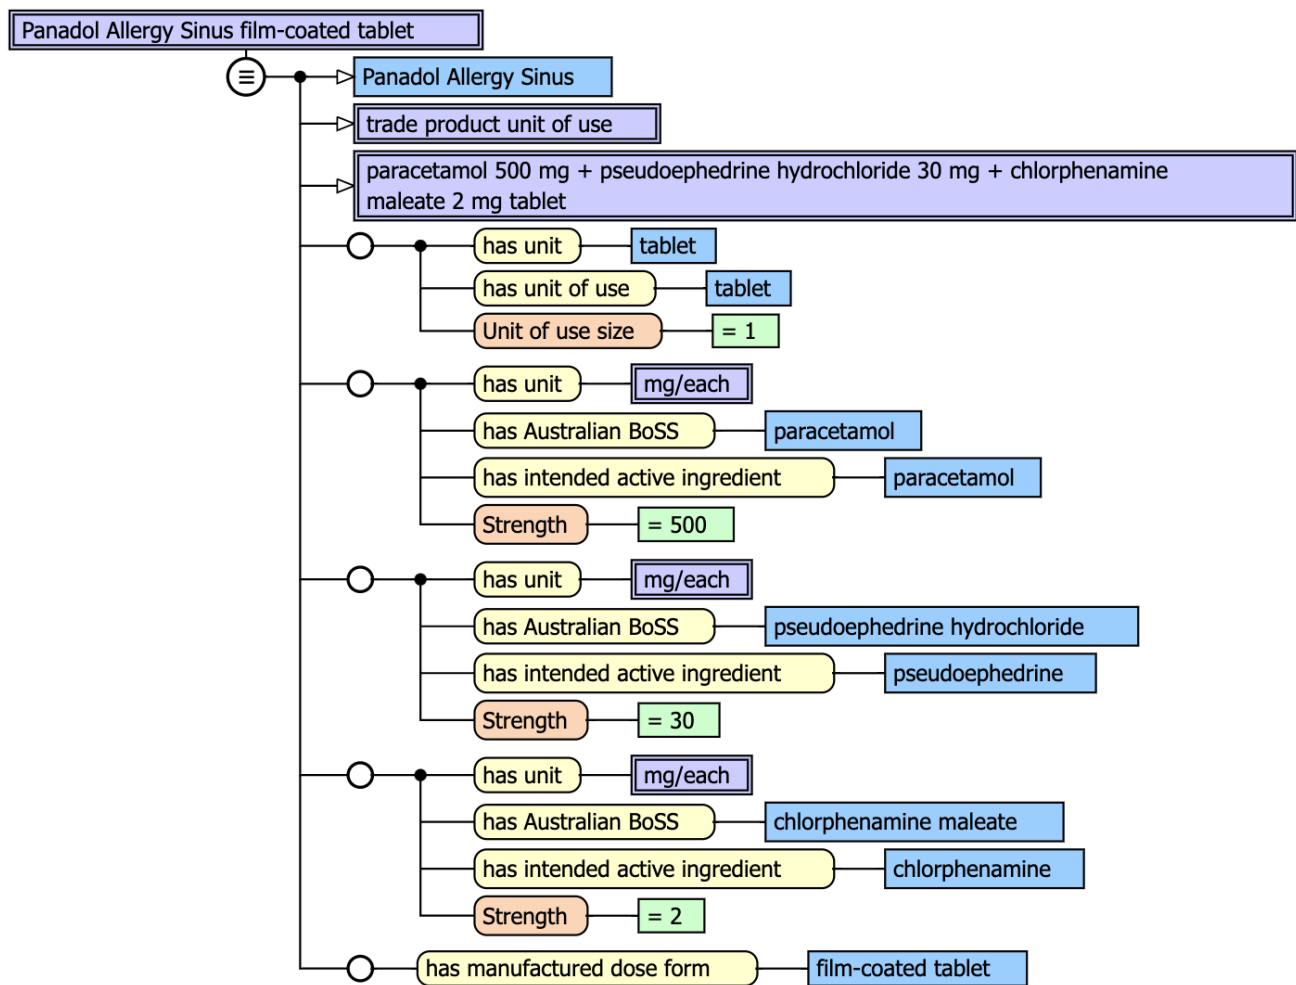 Panadol Allergy Sinus film-coated tablet
≡
Panadol Allergy Sinus
trade product unit of use
paracetamol 500 mg + pseudoephedrine hydrochloride 30 mg + chlorphenamine
maleate 2 mg tablet
has unit tablet
has unit of use tablet
Unit of use size = 1
has unit mg/each
has Australian BoSS paracetamol
has intended active ingredient paracetamol
Strength = 500
has unit mg/each
has Australian BoSS pseudoephedrine hydrochloride
has intended active ingredient pseudoephedrine
Strength = 30
has unit mg/each
has Australian BoSS chlorphenamine maleate
has intended active ingredient chlorphenamine
Strength = 2
has manufactured dose form film-coated tablet